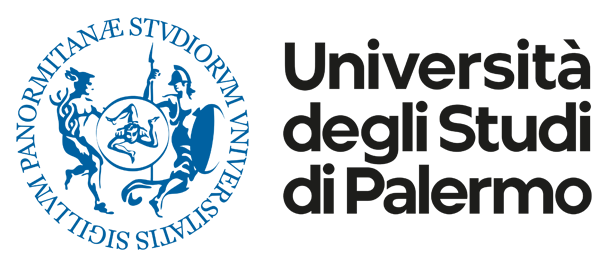 PANORMITANÆ STVDIORVM VNIVERSITATIS SIGILLVM
Università
degli Studi
di Palermo